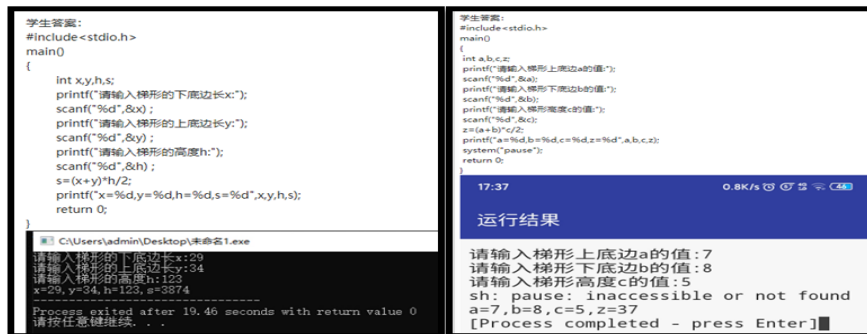 学生答案:
#include<stdio.h>
main()
{
int x,y,h,s;
printf("请输入梯形的下底边长x:");
scanf("%d",&x) ;
printf("请输入梯形的上底边长y:");
scanf("%d",&y) ;
printf("请输入梯形的高度h:");
scanf("%d",&h) ;
s=(x+y)*h/2;
printf("x=%d,y=%d,h=%d,s=%d",x,y,h,s);
return 0;
}
C:\Users\admin\Desktop\未命名1.exe
请输入梯形的下底边长x:29
请输入梯形的上底边长y:34
请输入梯形的高度h:123
x=29,y=34,h=123,s=3874
--------------------------------
Process exited after 19.46 seconds with return value 0
请按任意键继续. . .
学生答案:
#include<stdio.h>
main()
{
int a,b,c,z;
printf("请输入梯形上底边a的值:");
scanf("%d",&a);
printf("请输入梯形下底边b的值:");
scanf("%d",&b);
printf("请输入梯形高度c的值:");
scanf("%d",&c);
z=(a+b)*c/2;
printf("a=%d,b=%d,c=%d,z=%d",a,b,c,z);
system("pause");
return 0;
}
17:37 0.8K/s 46
运行结果
请输入梯形上底边a的值:7
请输入梯形下底边b的值:8
请输入梯形高度c的值:5
sh: pause: inaccessible or not found
a=7,b=8,c=5,z=37
[Process completed - press Enter]